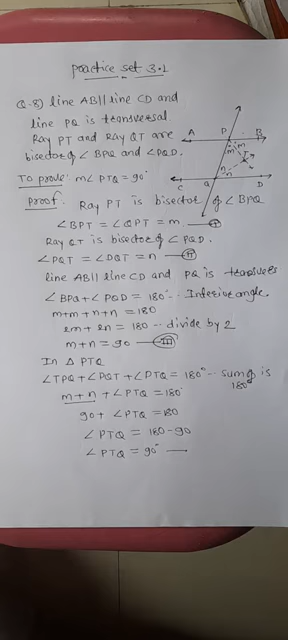 practice set 3.1
Q-8) line AB || line CD and
line PQ is transversal
Ray PT and Ray QT are
bisector of ∠ BPQ and ∠PQD.
To prove: m∠ PTQ = 90°
Proof: Ray PT is bisector of ∠ BPQ
∠BPT = ∠QPT = m. — I
Ray QT is bisector of ∠ PQD.
∠PQT = ∠DQT = n — II
line AB || line CD and PQ is transvers
∠BPQ + ∠PQD = 180° --
m+m+n+n = 180
2m + 2n = 180 -- divide by 2
m+n = 90 — III
In Δ PTQ
∠TPQ + ∠PQT + ∠PTQ = 180° -- sum of is
180°
m+n + ∠PTQ = 180°
90 + ∠PTQ = 180
∠PTQ = 180-90
∠PTQ = 90° —
A P B
m m
T
n n
C Q D